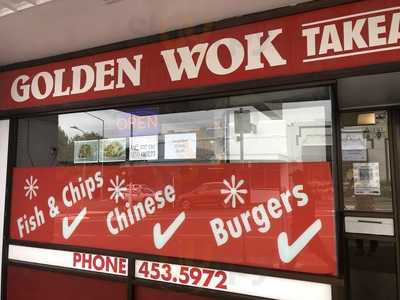 GOLDEN WOK TAKEA
OPEN
Fish & Chips
Chinese
Burgers
PHONE 453.5972